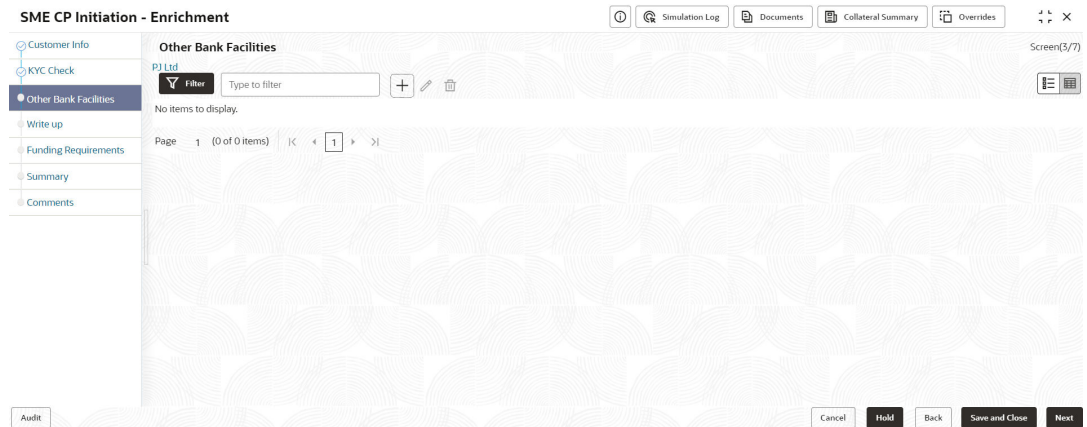 SME CP Initiation - Enrichment
Simulation Log
Documents
Collateral Summary
Overrides
Customer Info
KYC Check
Other Bank Facilities
Write up
Funding Requirements
Summary
Comments
Other Bank Facilities
Screen(3/7)
PJ Ltd
Filter
Type to filter
No items to display.
Page 1 (0 of 0 items) 1
Audit
Cancel
Hold
Back
Save and Close
Next